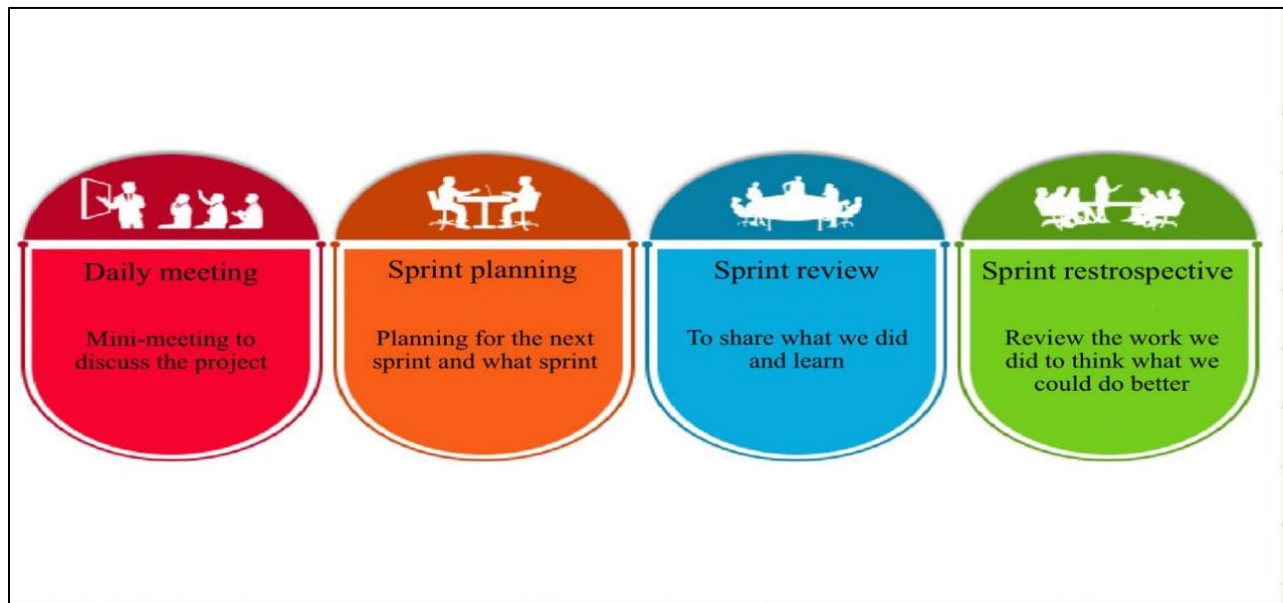 Daily meeting
Mini-meeting to
discuss the project
Sprint planning
Planning for the next
sprint and what sprint
Sprint review
To share what we did
and learn
Sprint restrospective
Review the work we
did to think what we
could do better